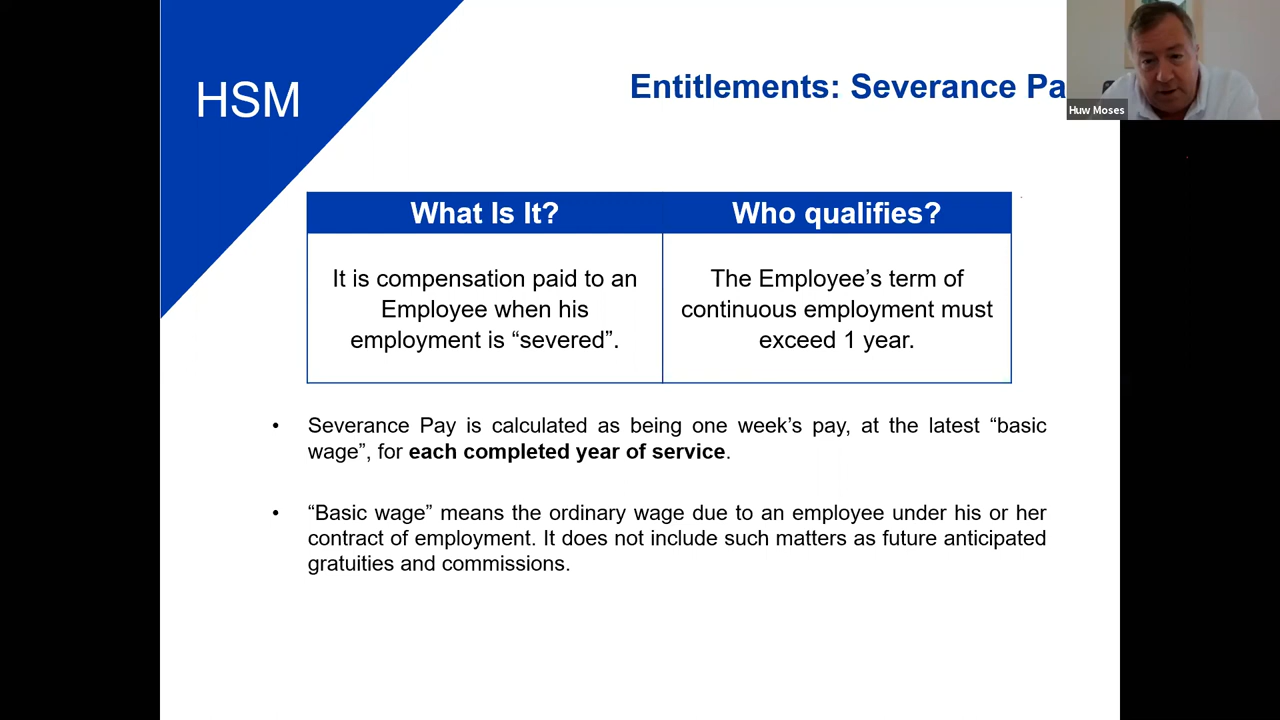 HSM
Entitlements: Severance Pa
Huw Moses
What Is It?
Who qualifies?
It is compensation paid to an
Employee when his
employment is “severed”.
The Employee’s term of
continuous employment must
exceed 1 year.
• Severance Pay is calculated as being one week’s pay, at the latest “basic
wage”, for each completed year of service.
• “Basic wage” means the ordinary wage due to an employee under his or her
contract of employment. It does not include such matters as future anticipated
gratuities and commissions.